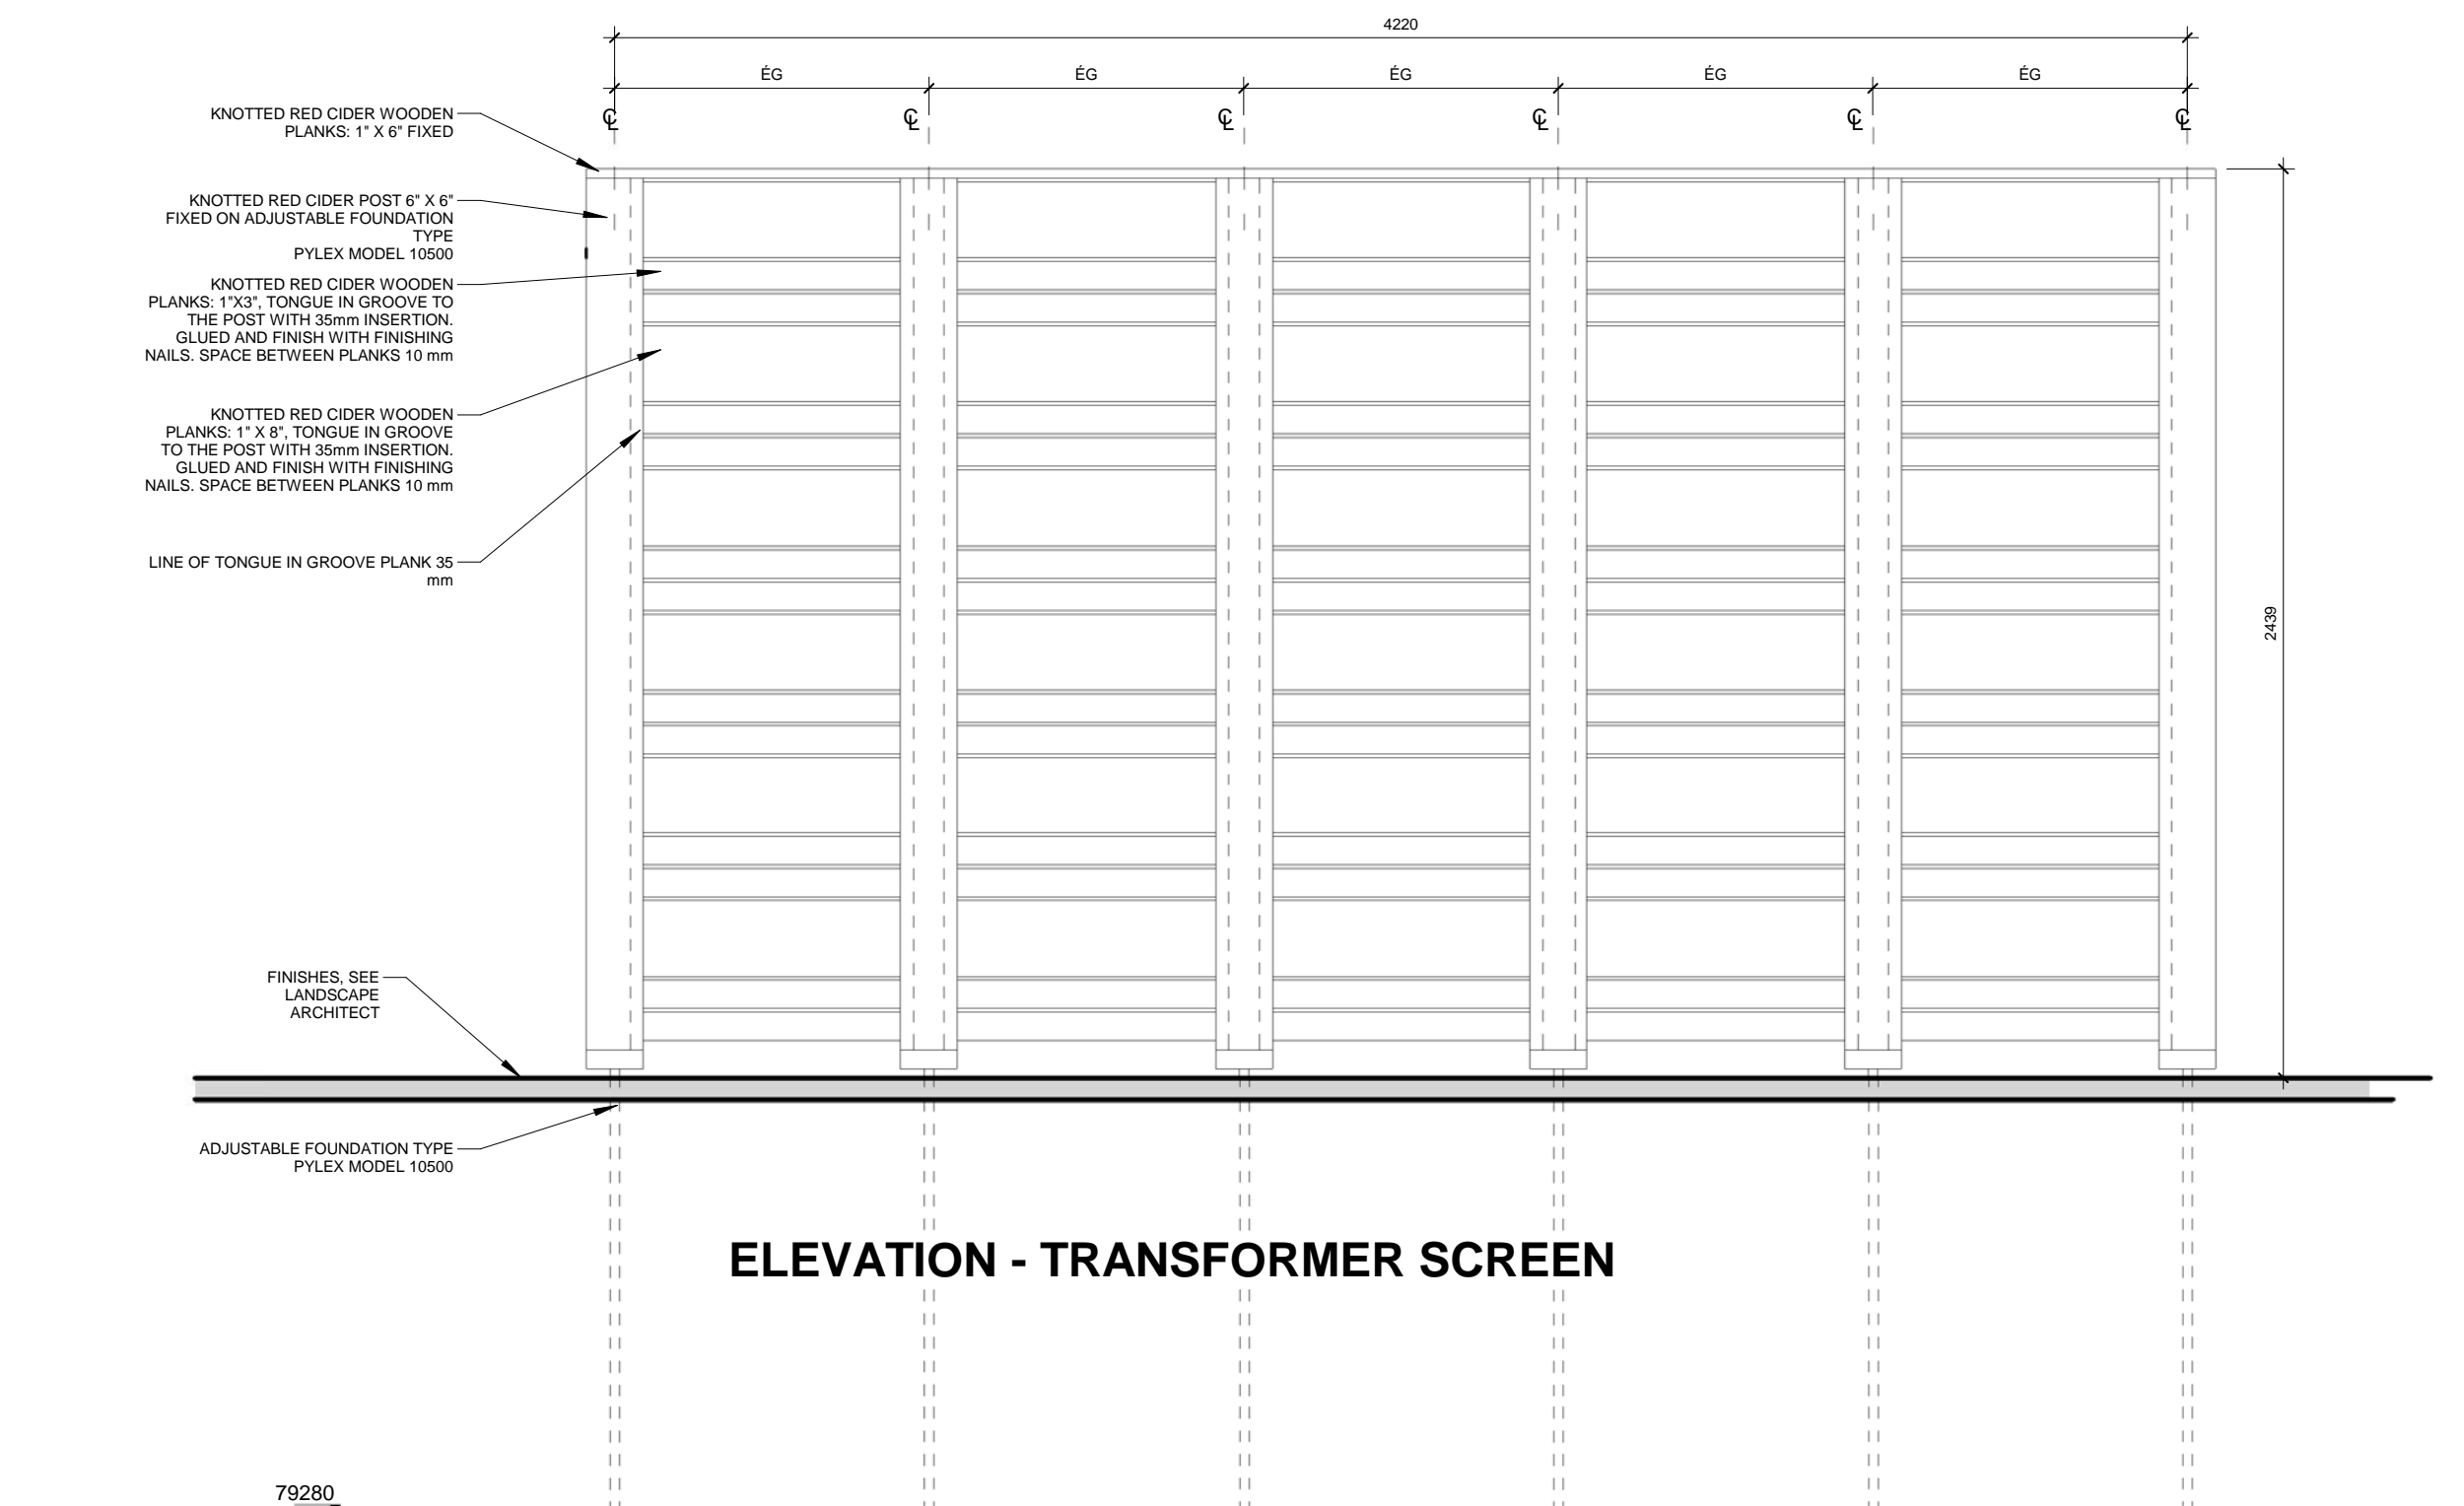 4220
ÉG ÉG ÉG ÉG ÉG
℄ ℄ ℄ ℄ ℄ ℄
KNOTTED RED CIDER WOODEN
PLANKS: 1" X 6" FIXED
KNOTTED RED CIDER POST 6" X 6"
FIXED ON ADJUSTABLE FOUNDATION
TYPE
PYLEX MODEL 10500
KNOTTED RED CIDER WOODEN
PLANKS: 1"X3", TONGUE IN GROOVE TO
THE POST WITH 35mm INSERTION.
GLUED AND FINISH WITH FINISHING
NAILS. SPACE BETWEEN PLANKS 10 mm
KNOTTED RED CIDER WOODEN
PLANKS: 1" X 8", TONGUE IN GROOVE
TO THE POST WITH 35mm INSERTION.
GLUED AND FINISH WITH FINISHING
NAILS. SPACE BETWEEN PLANKS 10 mm
LINE OF TONGUE IN GROOVE PLANK 35
mm
2439
FINISHES, SEE
LANDSCAPE
ARCHITECT
ADJUSTABLE FOUNDATION TYPE
PYLEX MODEL 10500
ELEVATION - TRANSFORMER SCREEN
79280